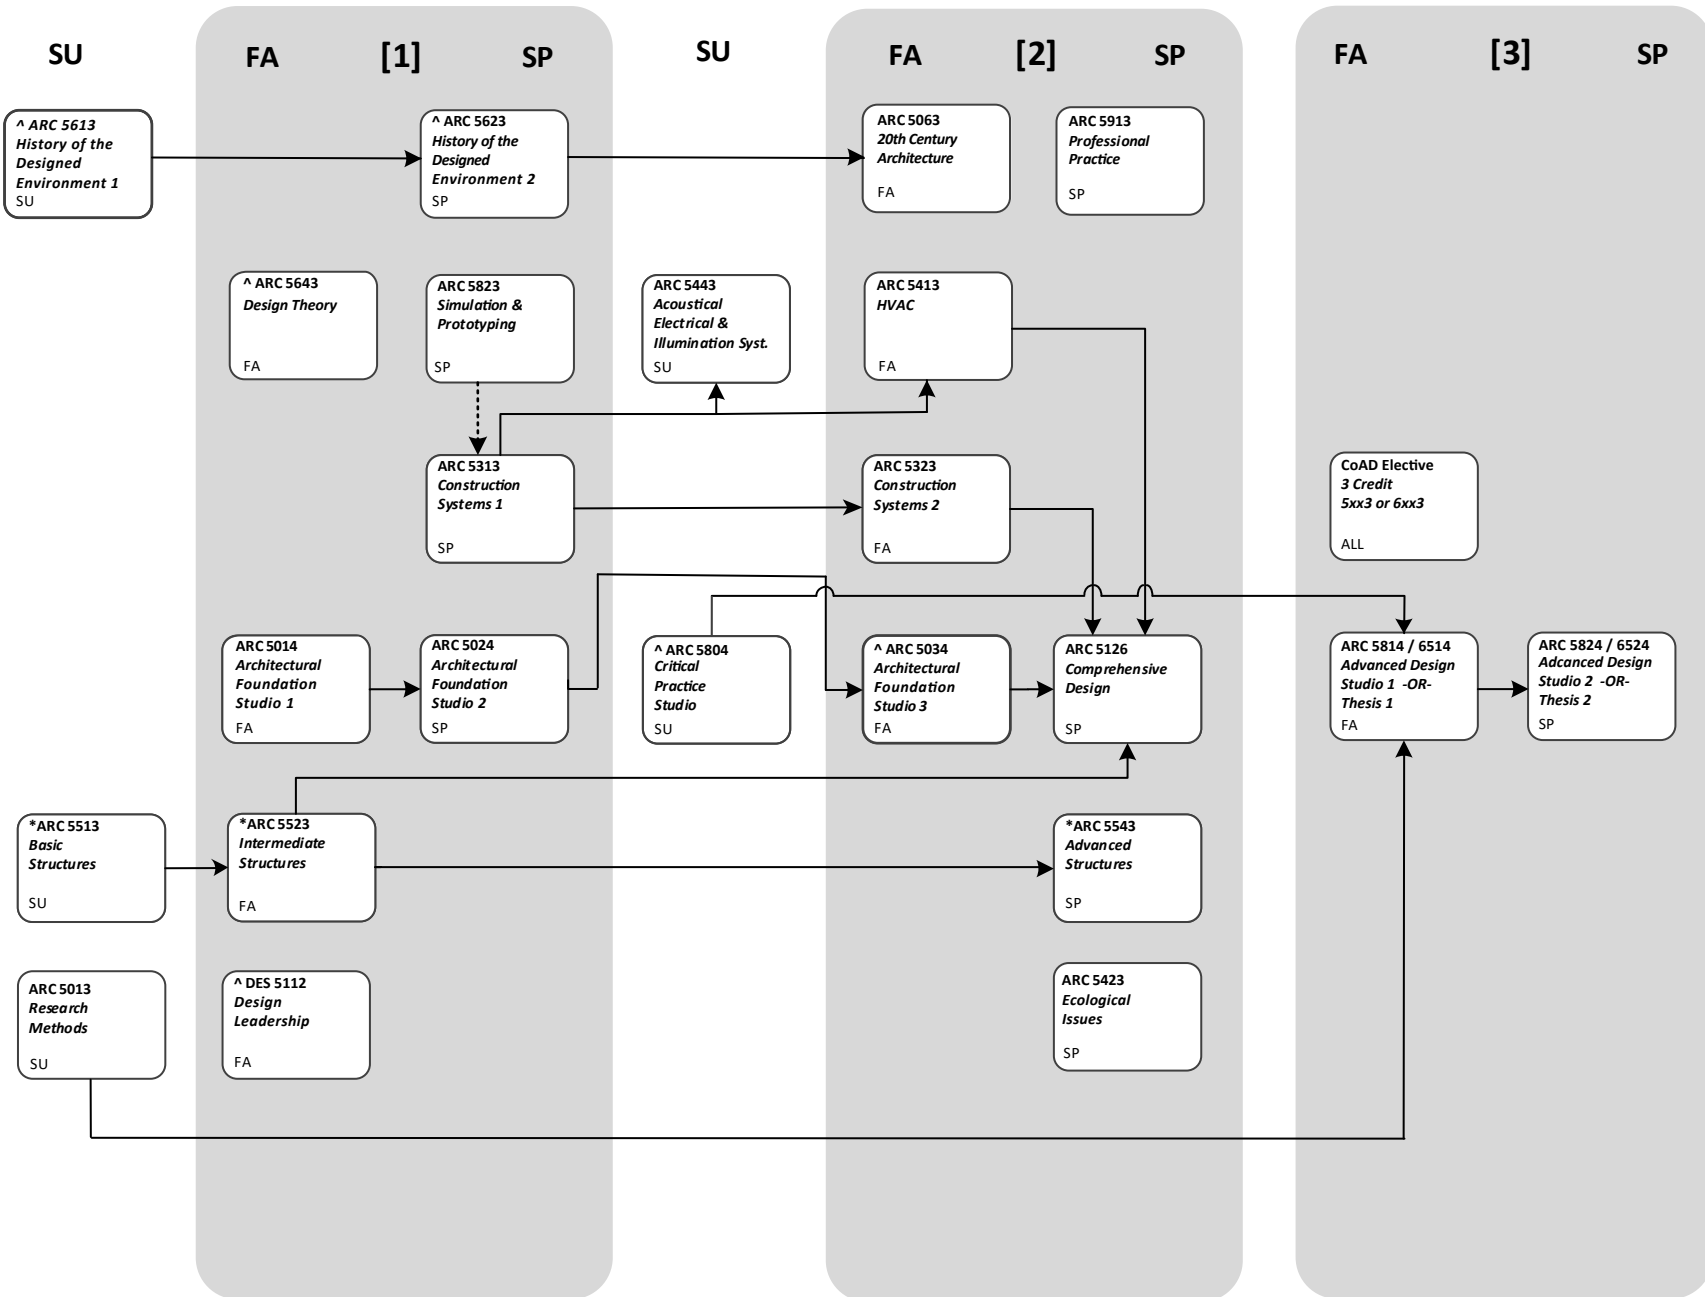 SU
FA [1] SP
SU
FA [2] SP
FA [3] SP
^ ARC 5613
History of the
Designed
Environment 1
SU
^ ARC 5623
History of the
Designed
Environment 2
SP
ARC 5063
20th Century
Architecture
FA
ARC 5913
Professional
Practice
SP
^ ARC 5643
Design Theory
FA
ARC 5823
Simulation &
Prototyping
SP
ARC 5443
Acoustical
Electrical &
Illumination Syst.
SU
ARC 5413
HVAC
FA
ARC 5313
Construction
Systems 1
SP
ARC 5323
Construction
Systems 2
FA
CoAD Elective
3 Credit
5xx3 or 6xx3
ALL
ARC 5014
Architectural
Foundation
Studio 1
FA
ARC 5024
Architectural
Foundation
Studio 2
SP
^ ARC 5804
Critical
Practice
Studio
SU
^ ARC 5034
Architectural
Foundation
Studio 3
FA
ARC 5126
Comprehensive
Design
SP
ARC 5814 / 6514
Advanced Design
Studio 1 -OR-
Thesis 1
FA
ARC 5824 / 6524
Adcanced Design
Studio 2 -OR-
Thesis 2
SP
*ARC 5513
Basic
Structures
SU
*ARC 5523
Intermediate
Structures
FA
*ARC 5543
Advanced
Structures
SP
ARC 5013
Research
Methods
SU
^ DES 5112
Design
Leadership
FA
ARC 5423
Ecological
Issues
SP